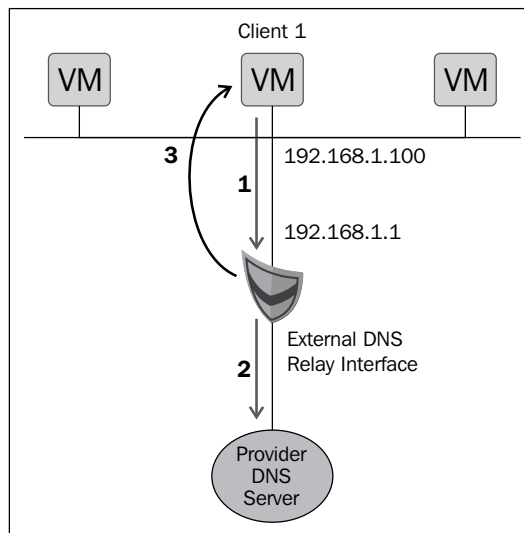 Client 1
VM
VM
VM
3
192.168.1.100
1
192.168.1.1
External DNS
Relay Interface
2
Provider
DNS
Server